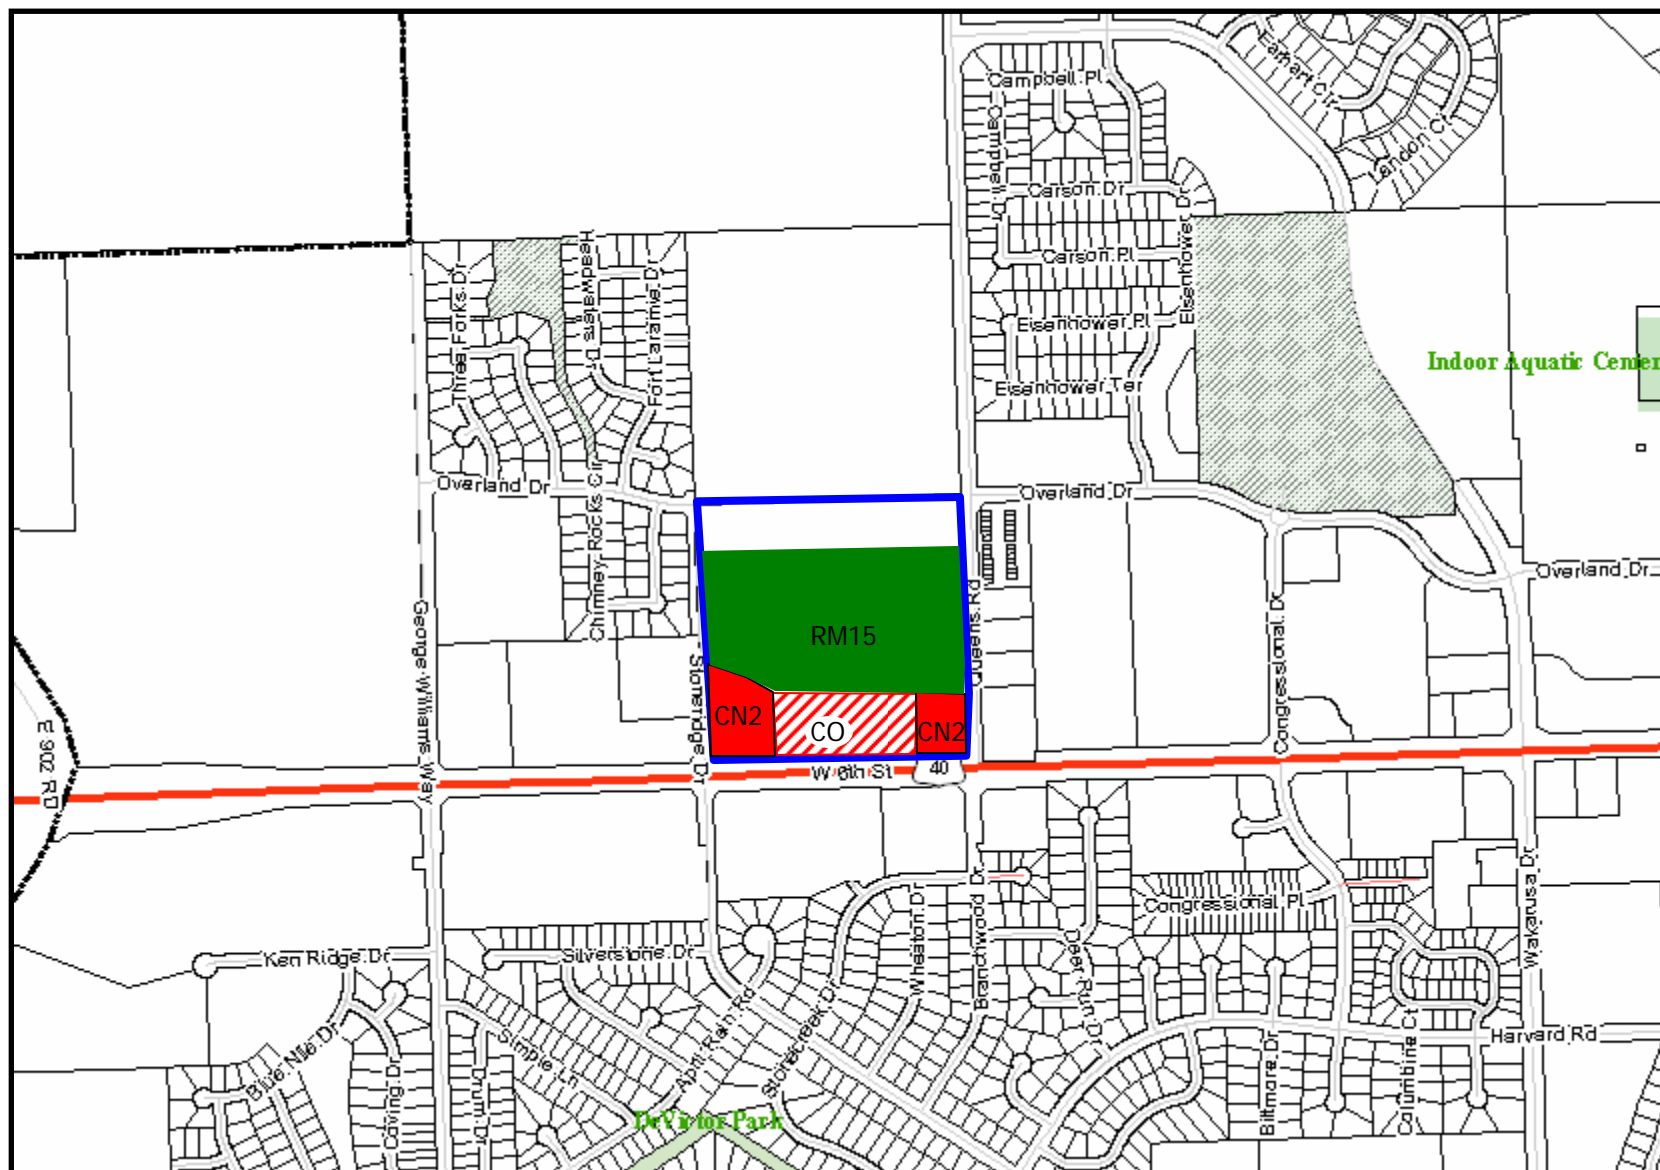 Earhart Cir
Campbell Pl
Campbell Dr
Landon Ct
Carson Dr
Eisenhower Dr
Carson Pl
Headwaters Dr
Three Forks Dr
Fort Laramie Dr
Eisenhower Pl
Indoor Aquatic Center
Eisenhower Ter
Overland Dr
Overland Dr
Chimney Rocks Cir
Overland Dr
George Williams Way
Stoneridge Dr
Queens Rd
Congressional Dr
RM15
CN2
CO
CN2
E 902 RD
W 6th St
40
Wakarusa Dr
Congressional Pl
Wheaton Dr
Branchwood Dr
Deer Run Dr
Ken Ridge Dr
Silverstone Dr
April Rain Rd
Stonecreek Dr
Blue Nile Dr
Simple Ln
Harvard Rd
Coving Dr
Drum Dr
Biltmore Dr
Columbine Ct
DeVictor Park